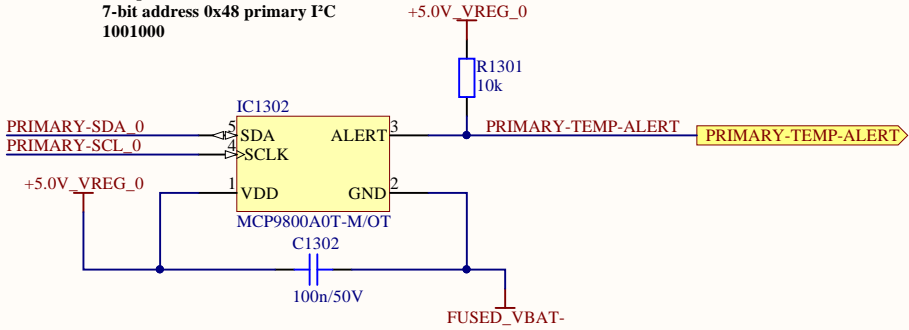 7-bit address 0x48 primary I²C
1001000
+5.0V_VREG_0
R1301
10k
IC1302
PRIMARY-SDA_0
5
SDA
ALERT
3
PRIMARY-TEMP-ALERT
PRIMARY-TEMP-ALERT
PRIMARY-SCL_0
4
SCLK
+5.0V_VREG_0
1
VDD
GND
2
MCP9800A0T-M/OT
C1302
100n/50V
FUSED_VBAT-